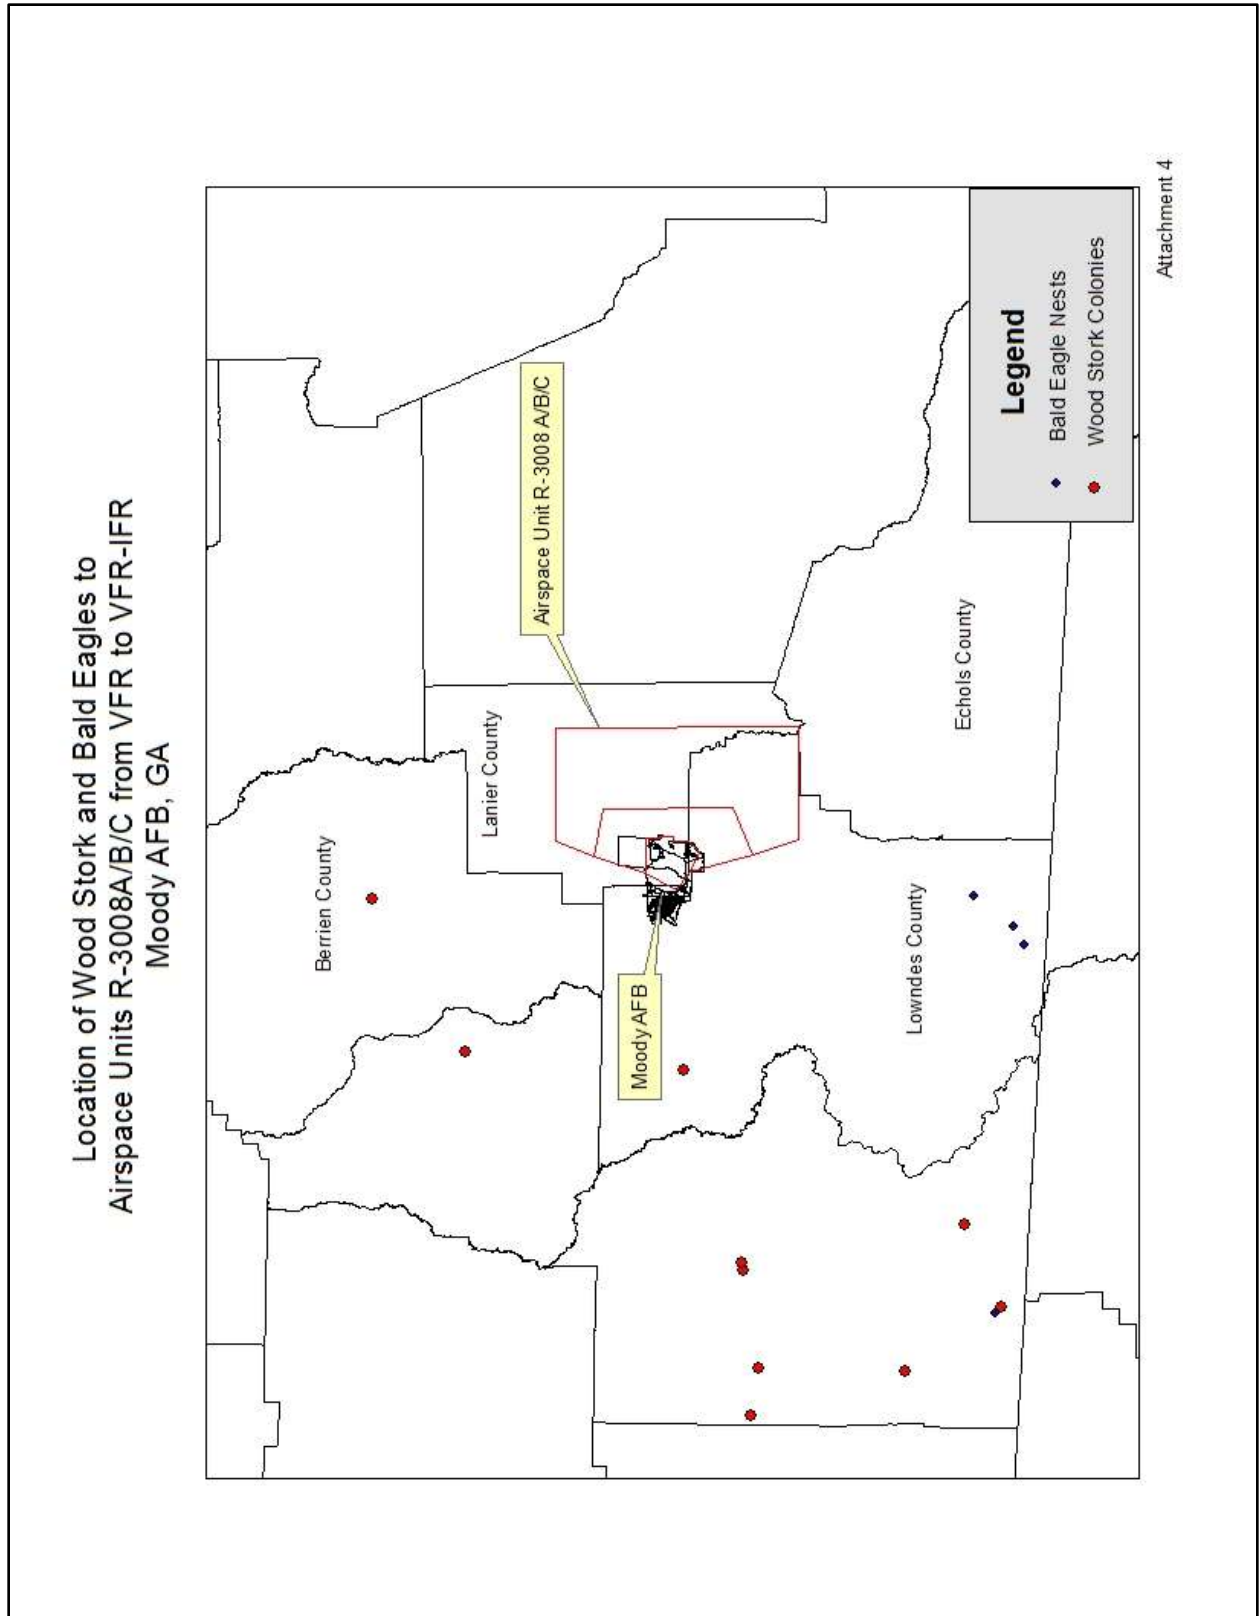 Location of Wood Stork and Bald Eagles to
Airspace Units R-3008A/B/C from VFR to VFR-IFR
Moody AFB, GA
Berrien County
Lanier County
Airspace Unit R-3008 A/B/C
Moody AFB
Lowndes County
Echols County
Legend
Bald Eagle Nests
Wood Stork Colonies
Attachment 4